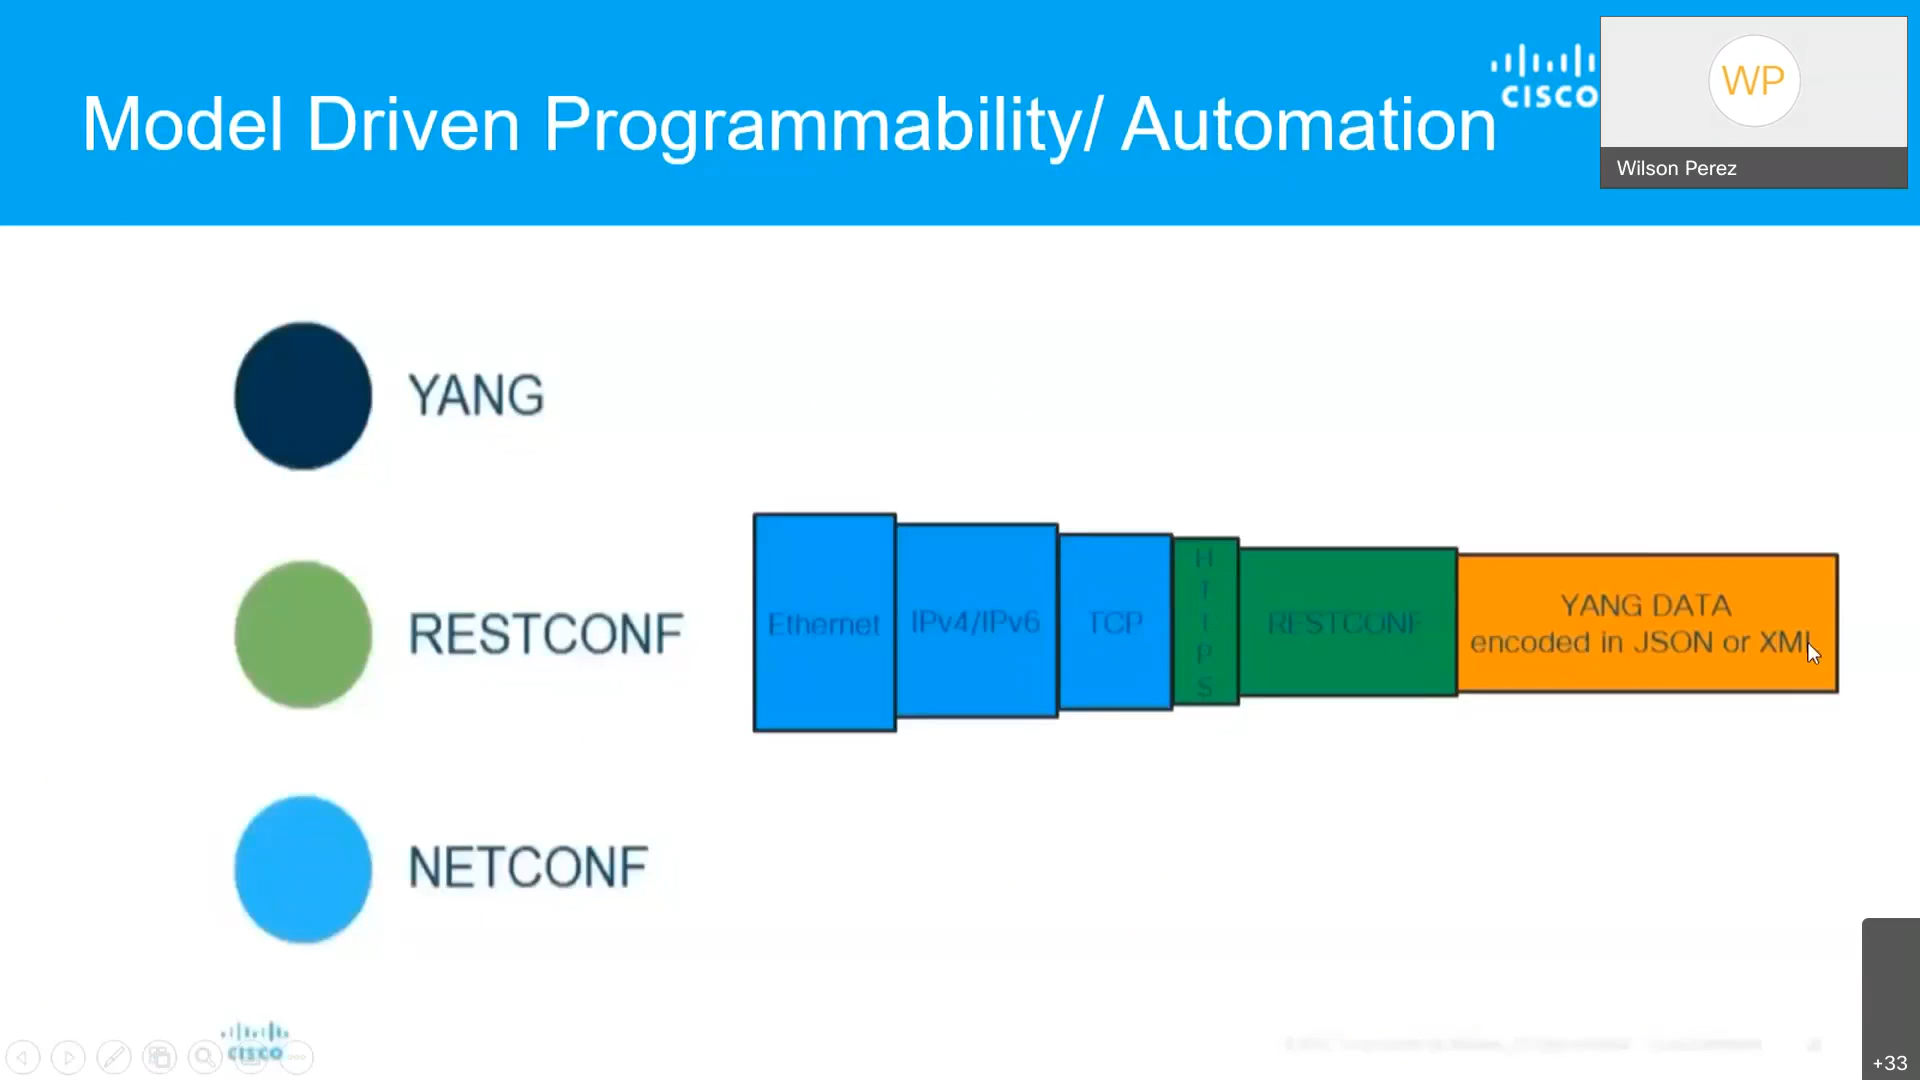 Model Driven Programmability/ Automation
CISCO
WP
Wilson Perez
YANG
RESTCONF
Ethernet
IPv4/IPv6
TCP
HTTPS
RESTCONF
YANG DATA
encoded in JSON or XML
NETCONF
CISCO
+33